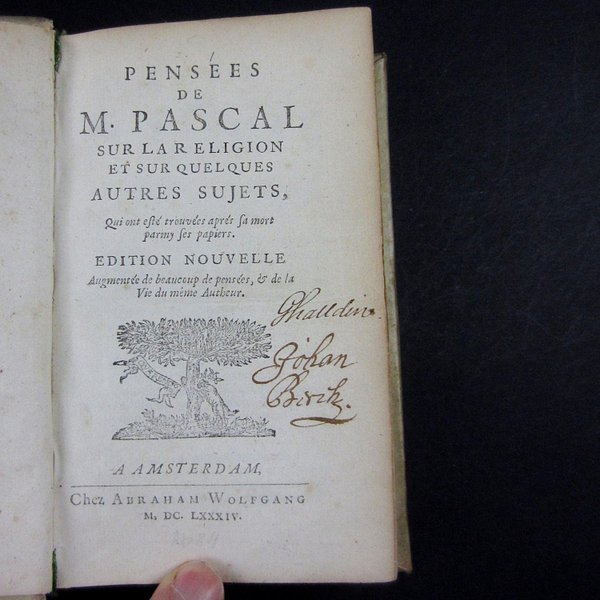 PENSÉES
DE
M. PASCAL
SUR LA RELIGION
ET SUR QUELQUES
AUTRES SUJETS,
Qui ont esté trouvées aprés sa mort
parmy ses papiers.
EDITION NOUVELLE
Augmentée de beaucoup de pensées, & de la
Vie du même Autheur.
Johan
A AMSTERDAM,
Chez ABRAHAM WOLFGANG
M, DC. LXXXIV.